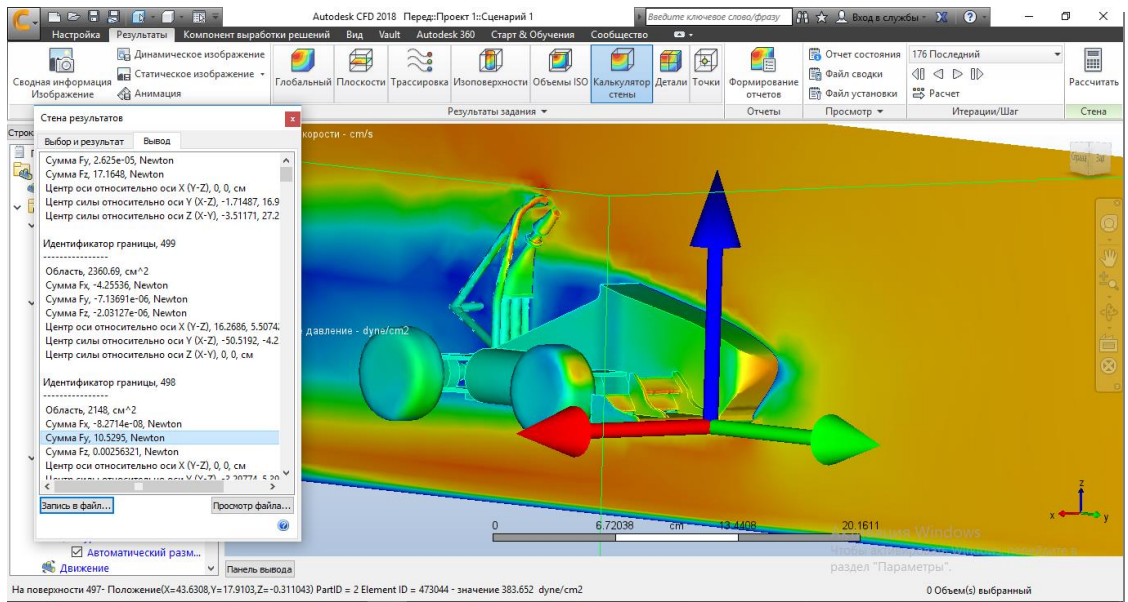 Autodesk CFD 2018 Перед::Проект 1::Сценарий 1
Введите ключевое слово/фразу
Вход в службы
Настройка Результаты Компонент выработки решений Вид Vault Autodesk 360 Старт & Обучения Сообщество
Сводная информация
Изображение
Динамическое изображение
Статическое изображение
Анимация
Глобальный Плоскости Трассировка Изоповерхности Объемы ISO Калькулятор стены Детали Точки
Результаты задания
Формирование отчетов
Отчеты
Отчет состояния
Файл сводки
Файл установки
Просмотр
176 Последний
Расчет
Итерации/Шаг
Рассчитать
Стена
Строк
Стена результатов
Выбор и результат Вывод
Сумма Fy, 2.625e-05, Newton
Сумма Fz, 17.1648, Newton
Центр оси относительно оси X (Y-Z), 0, 0, см
Центр силы относительно оси Y (X-Z), -1.71487, 16.9
Центр силы относительно оси Z (X-Y), -3.51171, 27.2
Идентификатор границы, 499
----------------
Область, 2360.69, см^2
Сумма Fx, -4.25536, Newton
Сумма Fy, -7.13691e-06, Newton
Сумма Fz, -2.03127e-06, Newton
Центр оси относительно оси X (Y-Z), 16.2686, 5.5074
Центр силы относительно оси Y (X-Z), -50.5192, -4.2
Центр силы относительно оси Z (X-Y), 0, 0, см
Идентификатор границы, 498
----------------
Область, 2148, см^2
Сумма Fx, -8.2714e-08, Newton
Сумма Fy, 10.5295, Newton
Сумма Fz, 0.00256321, Newton
Центр оси относительно оси X (Y-Z), 0, 0, см
Запись в файл...
Просмотр файла...
корости - cm/s
давление - dyne/cm2
0 6.72038 cm 13.4408 20.1611
z
x
y
Windows
раздел "Параметры".
Автоматический разм...
Движение
Панель вывода
На поверхности 497- Положение(X=43.6308,Y=17.9103,Z=-0.311043) PartID = 2 Element ID = 473044 - значение 383.652 dyne/cm2
0 Объем(s) выбранный